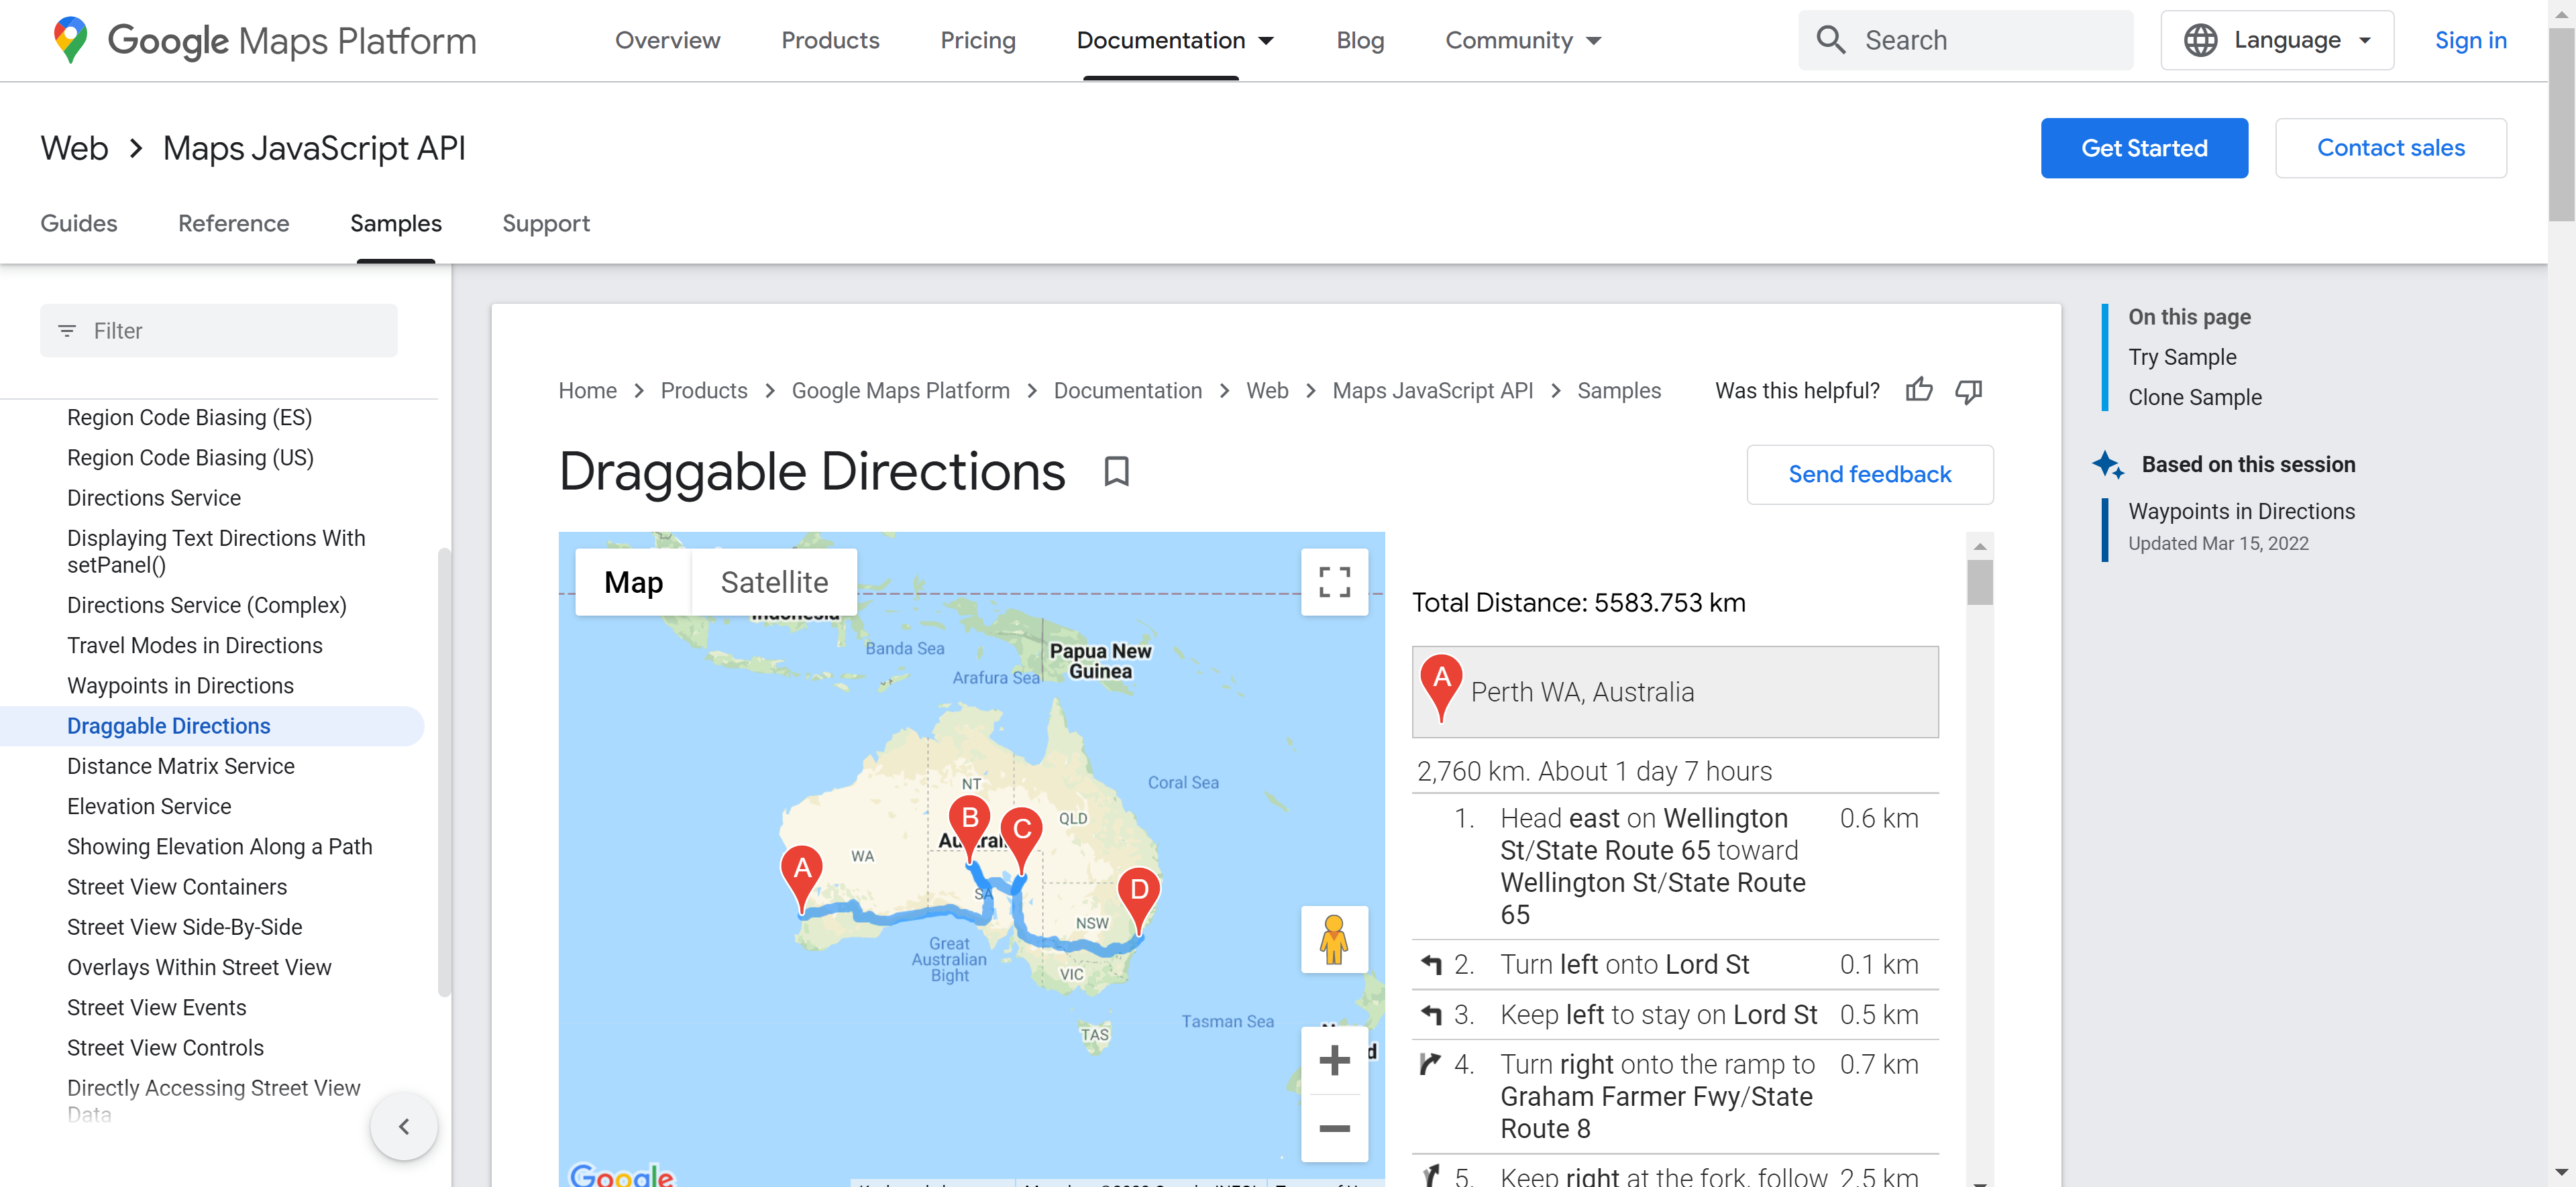 Google Maps Platform
Overview
Products
Pricing
Documentation
Blog
Community
Search
Language
Sign in
Web
Maps JavaScript API
Get Started
Contact sales
Guides
Reference
Samples
Support
Filter
Region Code Biasing (ES)
Region Code Biasing (US)
Directions Service
Displaying Text Directions With
setPanel()
Directions Service (Complex)
Travel Modes in Directions
Waypoints in Directions
Draggable Directions
Distance Matrix Service
Elevation Service
Showing Elevation Along a Path
Street View Containers
Street View Side-By-Side
Overlays Within Street View
Street View Events
Street View Controls
Directly Accessing Street View
Data
Home
Products
Google Maps Platform
Documentation
Web
Maps JavaScript API
Samples
Was this helpful?
Draggable Directions
Send feedback
Map
Satellite
Indonesia
Banda Sea
Arafura Sea
Papua New
Guinea
Coral Sea
NT
QLD
WA
SA
NSW
VIC
TAS
Great
Australian
Bight
Tasman Sea
A
B
C
D
Google
Total Distance: 5583.753 km
A
Perth WA, Australia
2,760 km. About 1 day 7 hours
1. Head east on Wellington 0.6 km
St/State Route 65 toward
Wellington St/State Route
65
2. Turn left onto Lord St 0.1 km
3. Keep left to stay on Lord St 0.5 km
4. Turn right onto the ramp to 0.7 km
Graham Farmer Fwy/State
Route 8
5. Keep right at the fork, follow 2.5 km
On this page
Try Sample
Clone Sample
Based on this session
Waypoints in Directions
Updated Mar 15, 2022